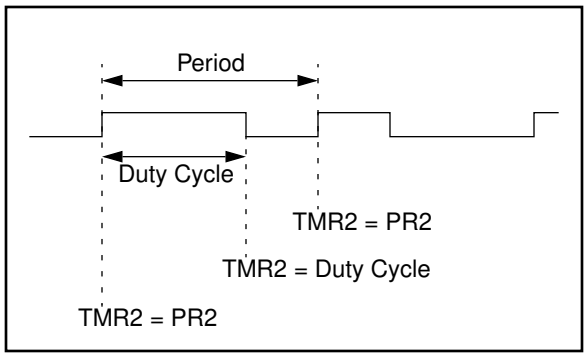 Period
Duty Cycle
TMR2 = PR2
TMR2 = Duty Cycle
TMR2 = PR2